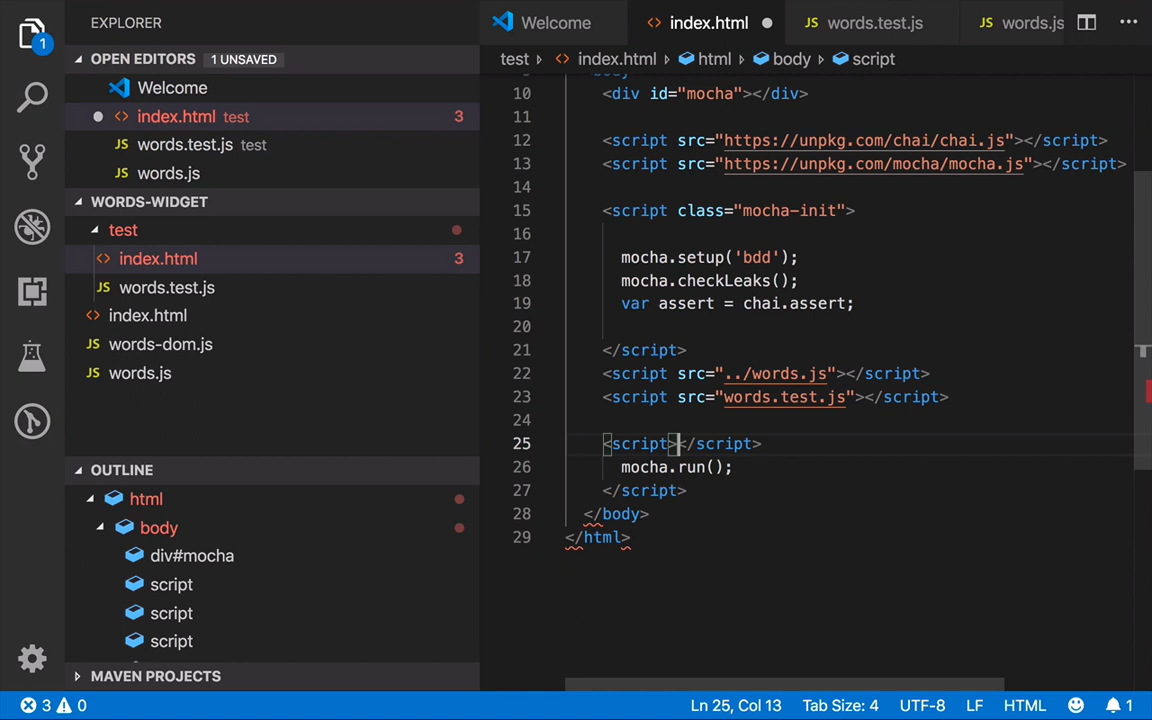 EXPLORER
1
OPEN EDITORS 1 UNSAVED
Welcome
index.html test 3
words.test.js test
words.js
WORDS-WIDGET
test
index.html 3
words.test.js
index.html
words-dom.js
words.js
OUTLINE
html
body
div#mocha
script
script
script
MAVEN PROJECTS
Welcome
index.html
words.test.js
words.js
test index.html html body script
10 <div id="mocha"></div>
11
12 <script src="https://unpkg.com/chai/chai.js"></script>
13 <script src="https://unpkg.com/mocha/mocha.js"></script>
14
15 <script class="mocha-init">
16
17 mocha.setup('bdd');
18 mocha.checkLeaks();
19 var assert = chai.assert;
20
21 </script>
22 <script src="../words.js"></script>
23 <script src="words.test.js"></script>
24
25 <script></script>
26 mocha.run();
27 </script>
28 </body>
29 </html>
3 0 Ln 25, Col 13 Tab Size: 4 UTF-8 LF HTML 1